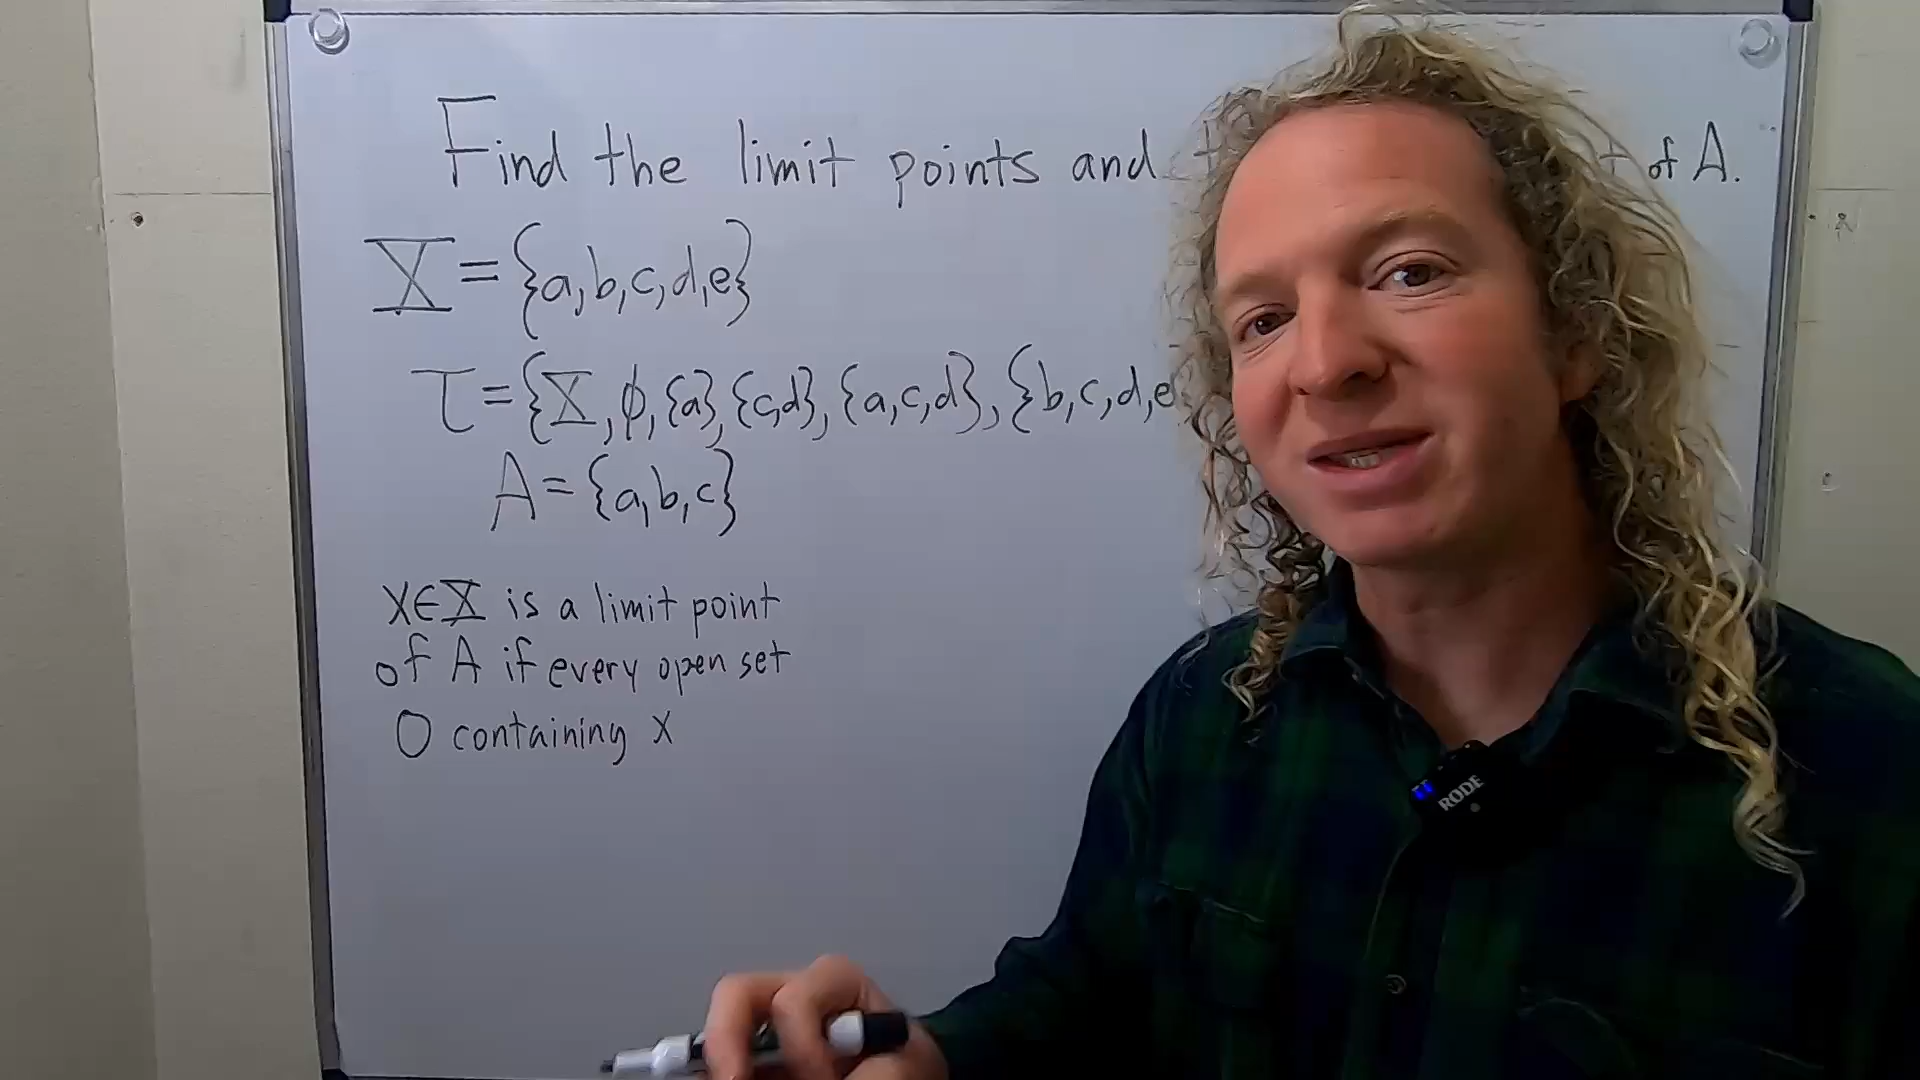 Find the limit points and of A.
X = {a,b,c,d,e}
τ = {X, ϕ, {a}, {c,d}, {a,c,d}, {b,c,d,e
A = {a,b,c}
x∈X is a limit point
of A if every open set
O containing x
RODE